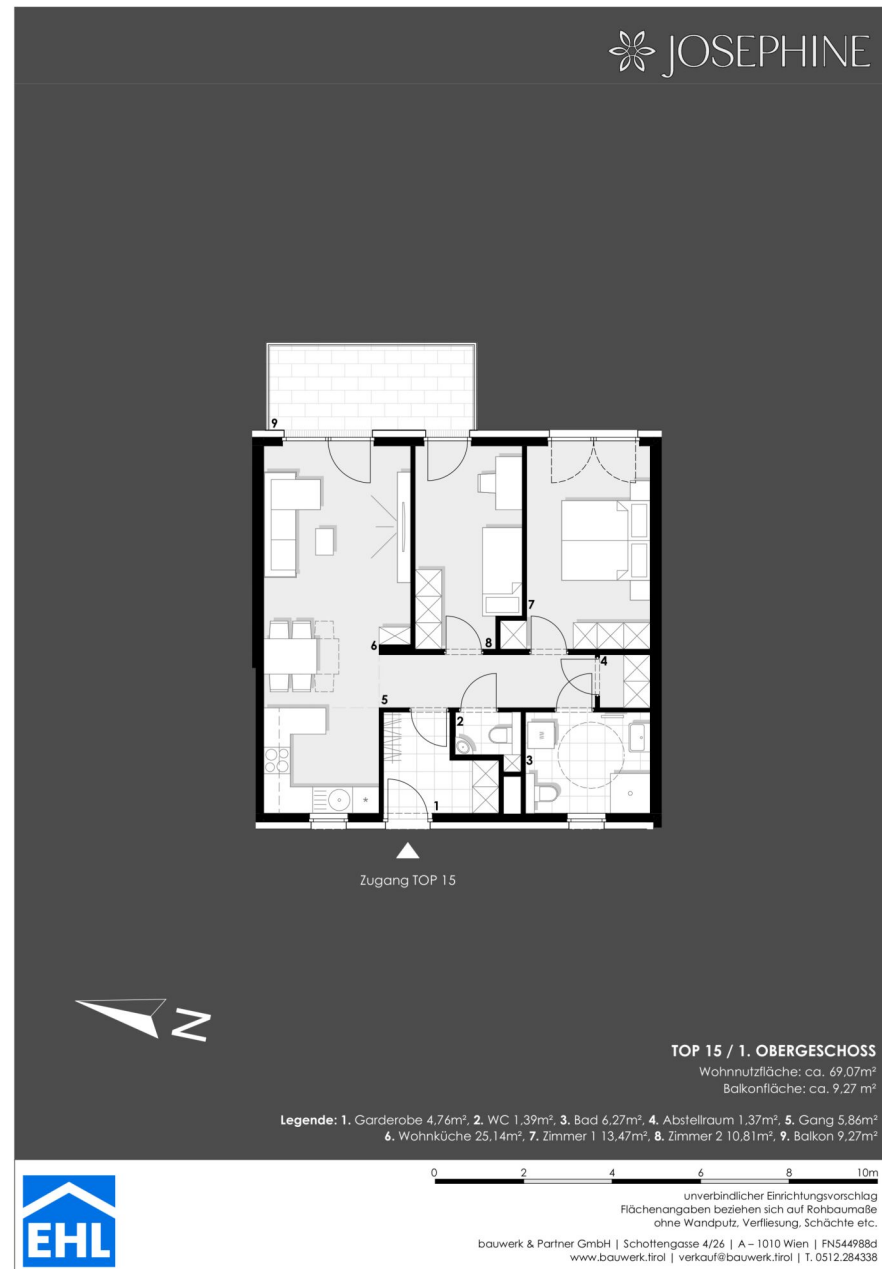 JOSEPHINE
9
6
8
7
4
5
2
3
1
Zugang TOP 15
N
TOP 15 / 1. OBERGESCHOSS
Wohnnutzfläche: ca. 69,07m²
Balkonfläche: ca. 9,27 m²
Legende: 1. Garderobe 4,76m², 2. WC 1,39m², 3. Bad 6,27m², 4. Abstellraum 1,37m², 5. Gang 5,86m²
6. Wohnküche 25,14m², 7. Zimmer 1 13,47m², 8. Zimmer 2 10,81m², 9. Balkon 9,27m²
0 2 4 6 8 10m
unverbindlicher Einrichtungsvorschlag
Flächenangaben beziehen sich auf Rohbaumaße
ohne Wandputz, Verfliesung, Schächte etc.
EHL
bauwerk & Partner GmbH | Schottengasse 4/26 | A – 1010 Wien | FN544988d
www.bauwerk.tirol | verkauf@bauwerk.tirol | T. 0512.284338